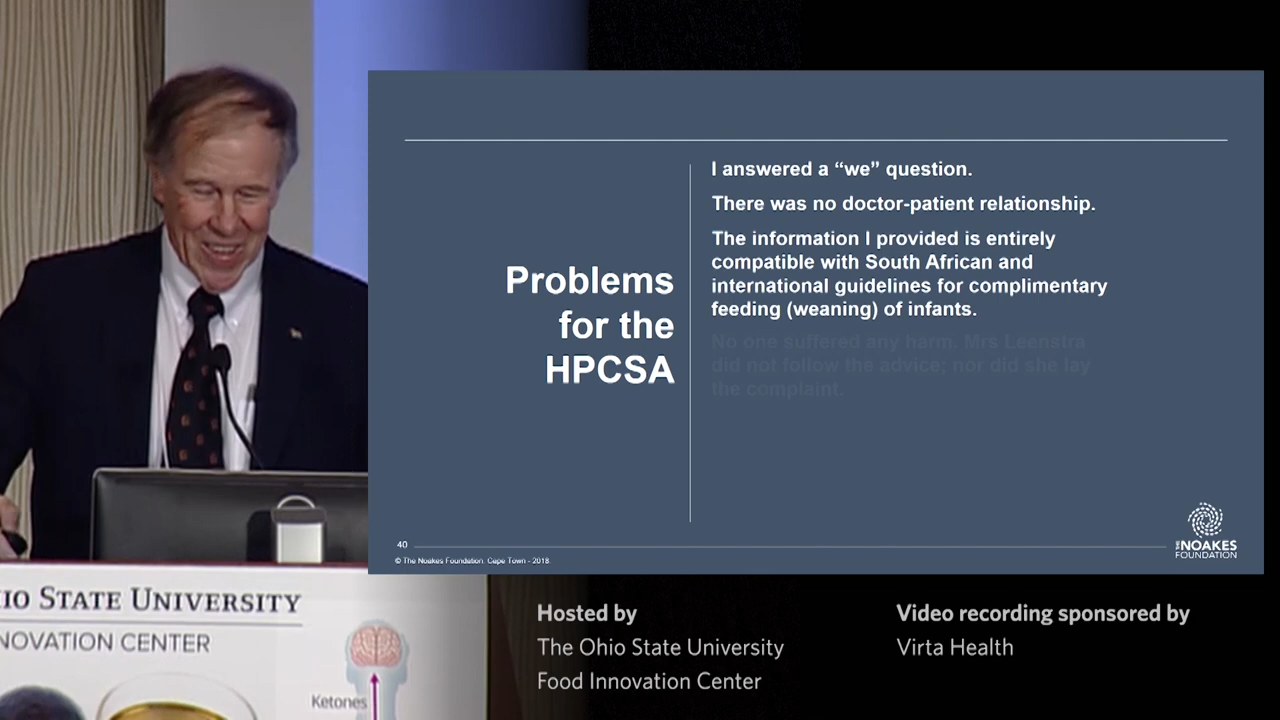 I answered a “we” question.
There was no doctor-patient relationship.
The information I provided is entirely
compatible with South African and
international guidelines for complimentary
feeding (weaning) of infants.
No one suffered any harm. Mrs Leenstra
did not follow the advice; nor did she lay
the complaint.
Problems
for the
HPCSA
40
© The Noakes Foundation. Cape Town - 2018.
THE NOAKES
FOUNDATION
IO STATE UNIVERSITY
NOVATION CENTER
Ketones
Hosted by
The Ohio State University
Food Innovation Center
Video recording sponsored by
Virta Health